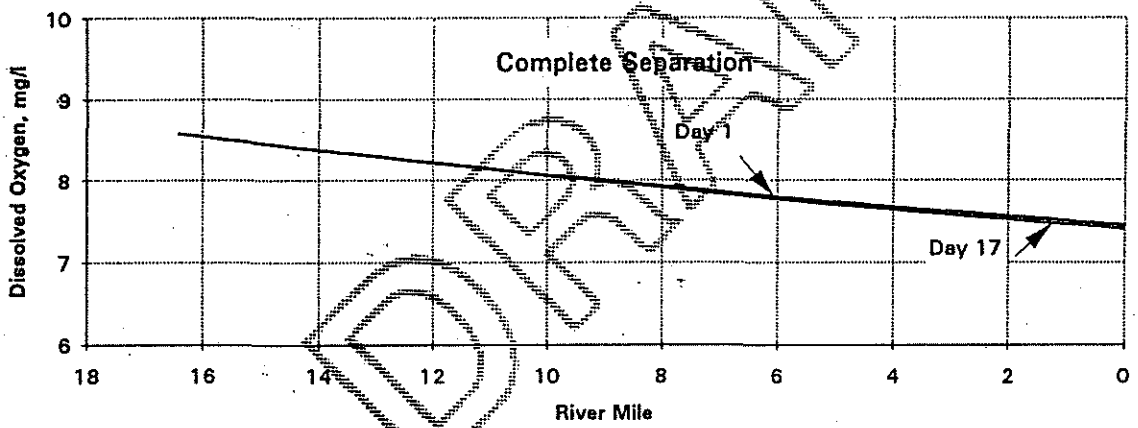 10
9
8
7
6
Dissolved Oxygen, mg/l
Complete Separation
Day 1
Day 17
18 16 14 12 10 8 6 4 2 0
River Mile
DRAFT